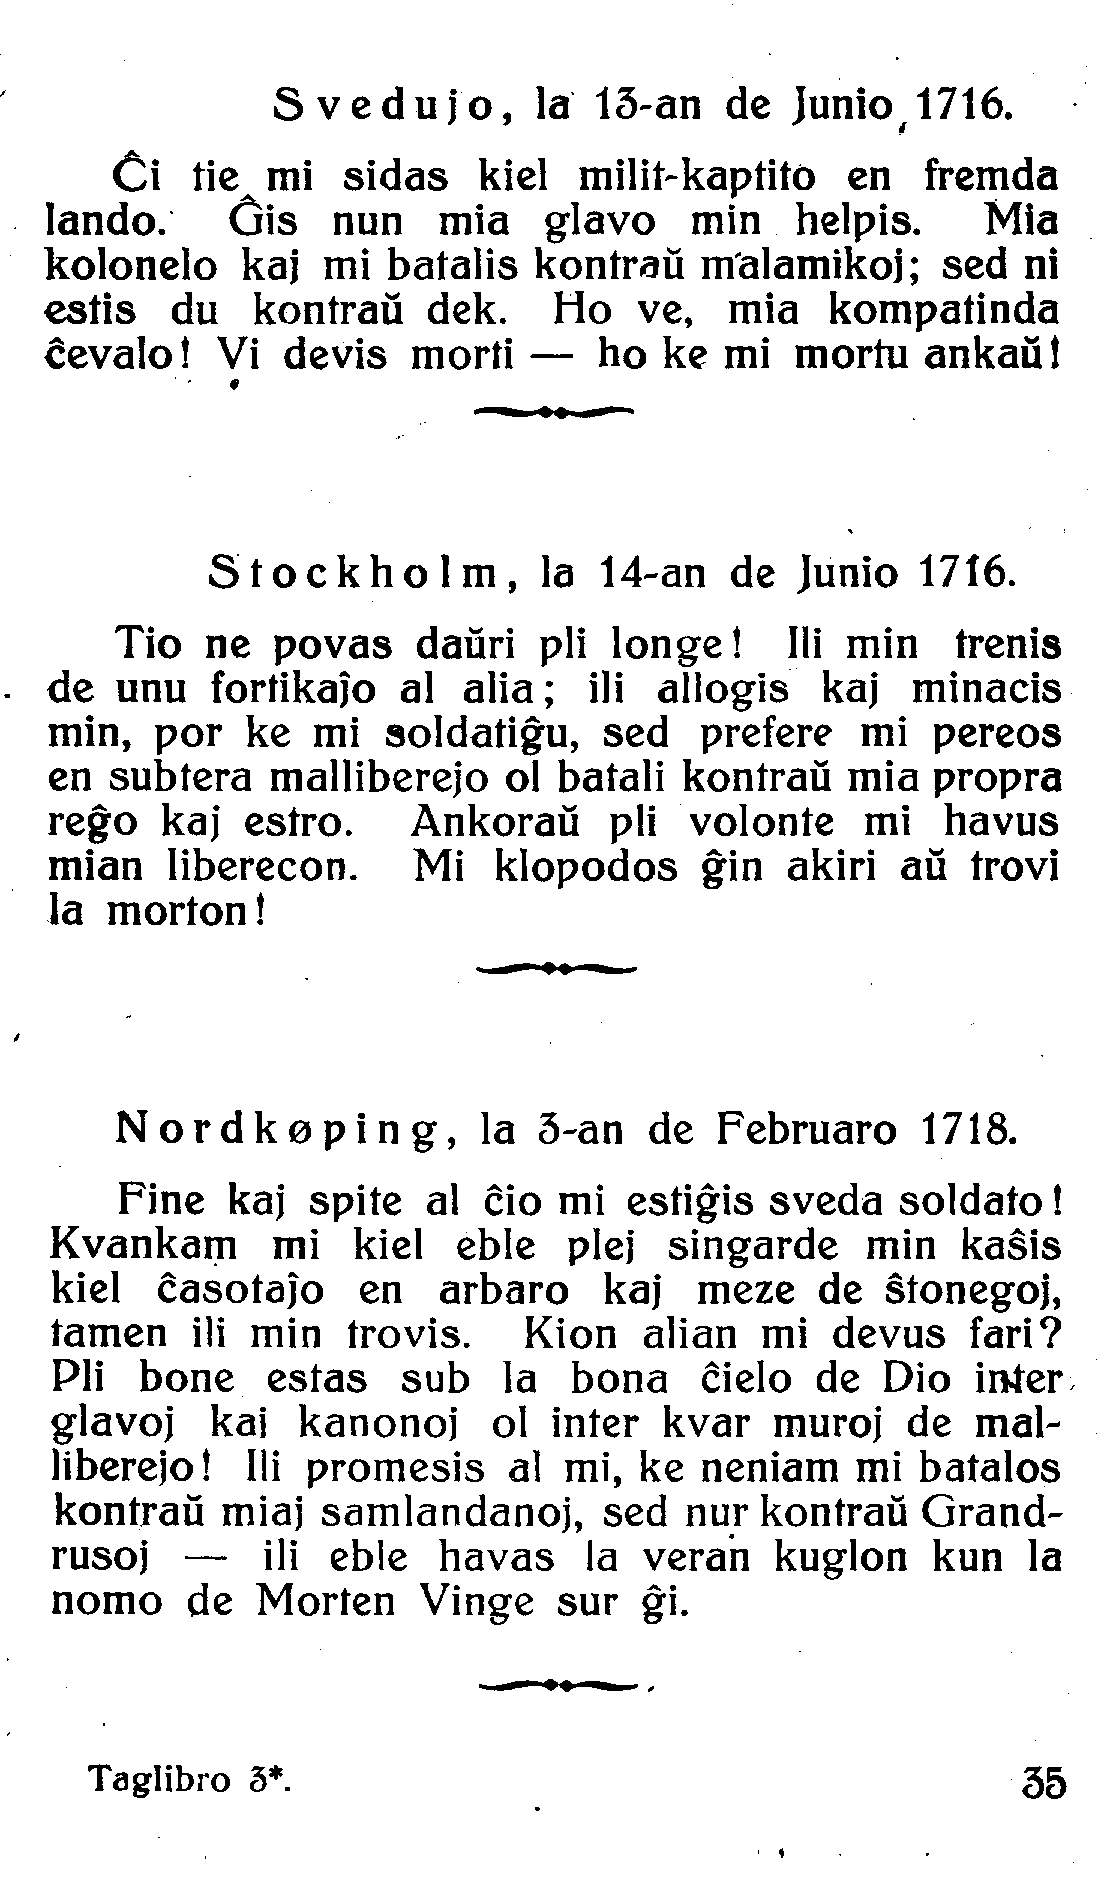 Svedujo, la 13-an de Junio, 1716.
Ĉi tie mi sidas kiel milit-kaptito en fremda
lando. Ĝis nun mia glavo min helpis. Mia
kolonelo kaj mi batalis kontraŭ malamikoj; sed ni
estis du kontraŭ dek. Ho ve, mia kompatinda
ĉevalo! Vi devis morti — ho ke mi mortu ankaŭ!
Stockholm, la 14-an de Junio 1716.
Tio ne povas daŭri pli longe! Ili min trenis
de unu fortikaĵo al alia; ili allogis kaj minacis
min, por ke mi soldatiĝu, sed prefere mi pereos
en subtera malliberejo ol batali kontraŭ mia propra
reĝo kaj estro. Ankoraŭ pli volonte mi havus
mian liberecon. Mi klopodos ĝin akiri aŭ trovi
la morton!
Nordkøping, la 3-an de Februaro 1718.
Fine kaj spite al ĉio mi estiĝis sveda soldato!
Kvankam mi kiel eble plej singarde min kaŝis
kiel ĉasotaĵo en arbaro kaj meze de ŝtonegoj,
tamen ili min trovis. Kion alian mi devus fari?
Pli bone estas sub la bona ĉielo de Dio inter
glavoj kaj kanonoj ol inter kvar muroj de mal-
liberejo! Ili promesis al mi, ke neniam mi batalos
kontraŭ miaj samlandanoj, sed nur kontraŭ Grand-
rusoj — ili eble havas la veran kuglon kun la
nomo de Morten Vinge sur ĝi.
Taglibro 3*. 35